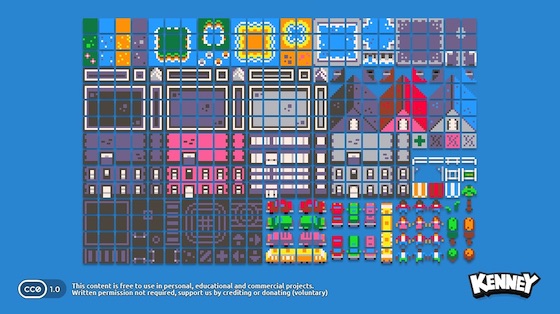 CC0 1.0
This content is free to use in personal, educational and commercial projects.
Written permission not required, support us by crediting or donating (voluntary)
KENNEY